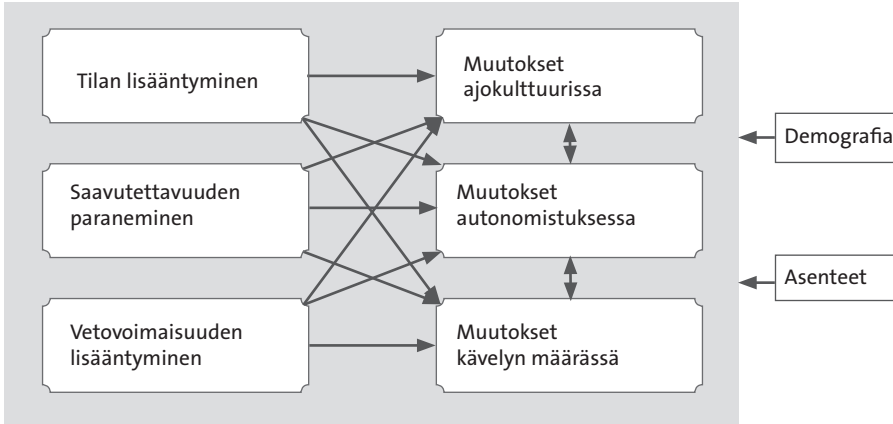 Tilan lisääntyminen
Muutokset
ajokulttuurissa
Demografia
Saavutettavuuden
paraneminen
Muutokset
autonomistuksessa
Asenteet
Vetovoimaisuuden
lisääntyminen
Muutokset
kävelyn määrässä